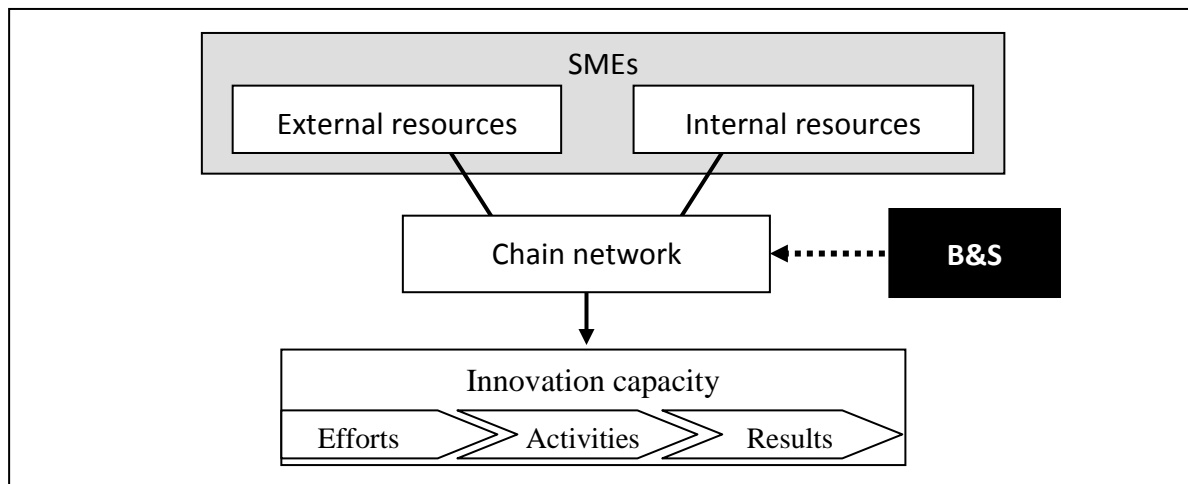 SMEs
External resources
Internal resources
Chain network
B&S
Innovation capacity
Efforts
Activities
Results